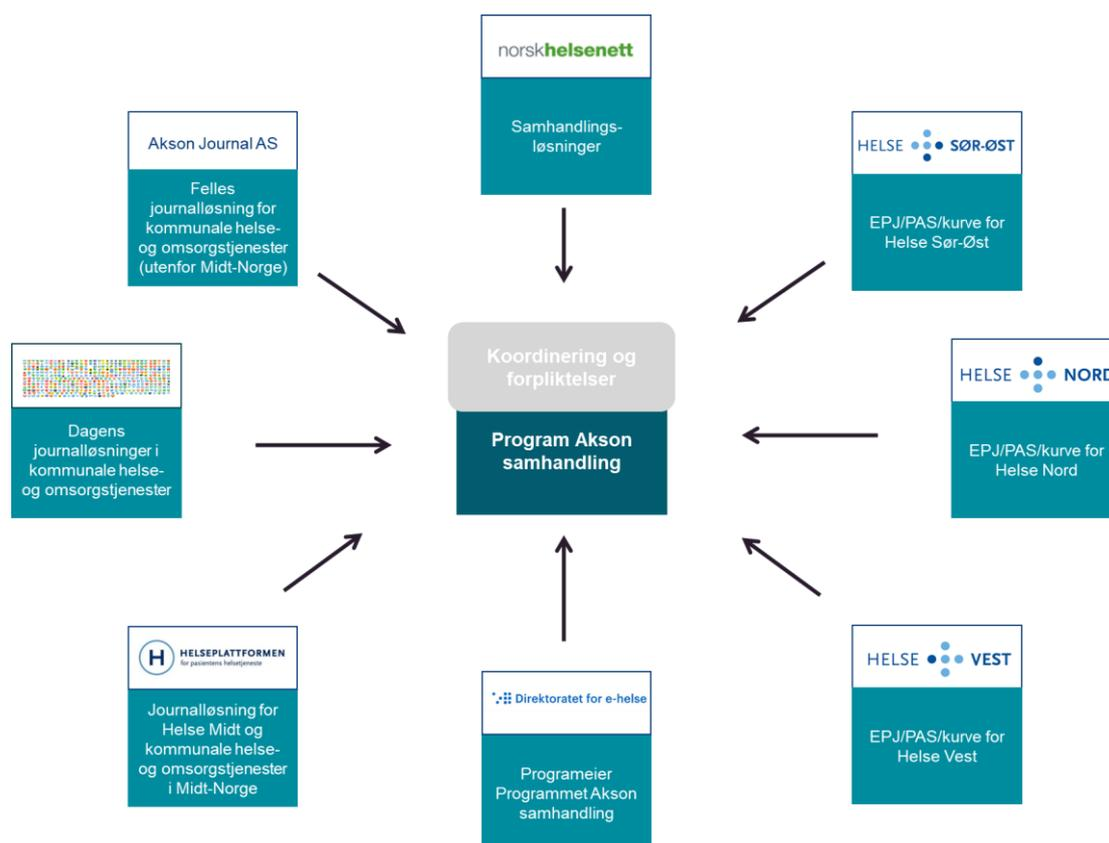 norskhelsenett
Samhandlings-
løsninger
Akson Journal AS
Felles
journalløsning for
kommunale helse-
og omsorgstjenester
(utenfor Midt-Norge)
HELSE SØR-ØST
EPJ/PAS/kurve for
Helse Sør-Øst
Koordinering og
forpliktelser
Program Akson
samhandling
Dagens
journalløsninger i
kommunale helse-
og omsorgstjenester
HELSE NORD
EPJ/PAS/kurve for
Helse Nord
H HELSEPLATTFORMEN
for pasientens helsetjeneste
Journalløsning for
Helse Midt og
kommunale helse-
og omsorgstjenester
i Midt-Norge
Direktoratet for e-helse
Programeier
Programmet Akson
samhandling
HELSE VEST
EPJ/PAS/kurve for
Helse Vest